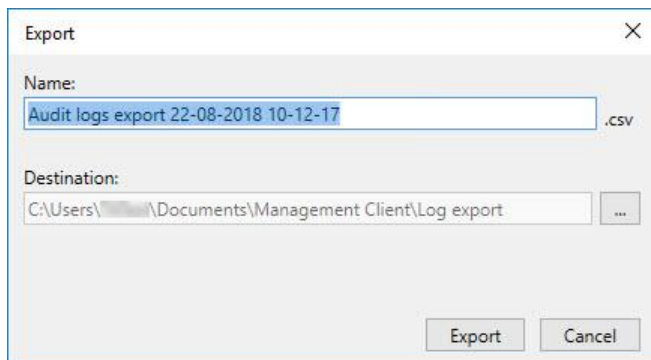 Export
Name:
Audit logs export 22-08-2018 10-12-17
.csv
Destination:
C:\Users\ \Documents\Management Client\Log export
...
Export
Cancel